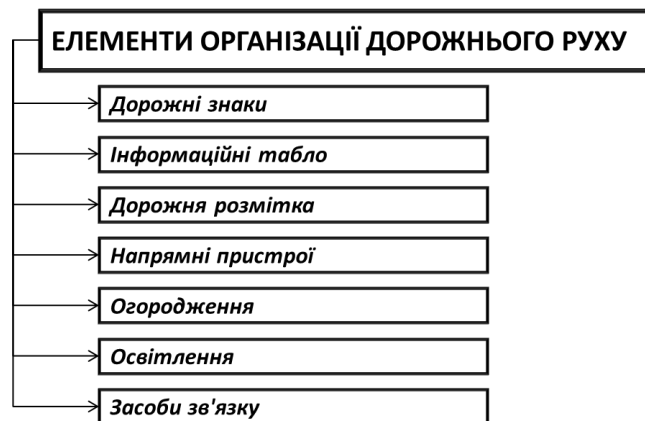 ЕЛЕМЕНТИ ОРГАНІЗАЦІЇ ДОРОЖНЬОГО РУХУ
Дорожні знаки
Інформаційні табло
Дорожня розмітка
Напрямні пристрої
Огородження
Освітлення
Засоби зв'язку